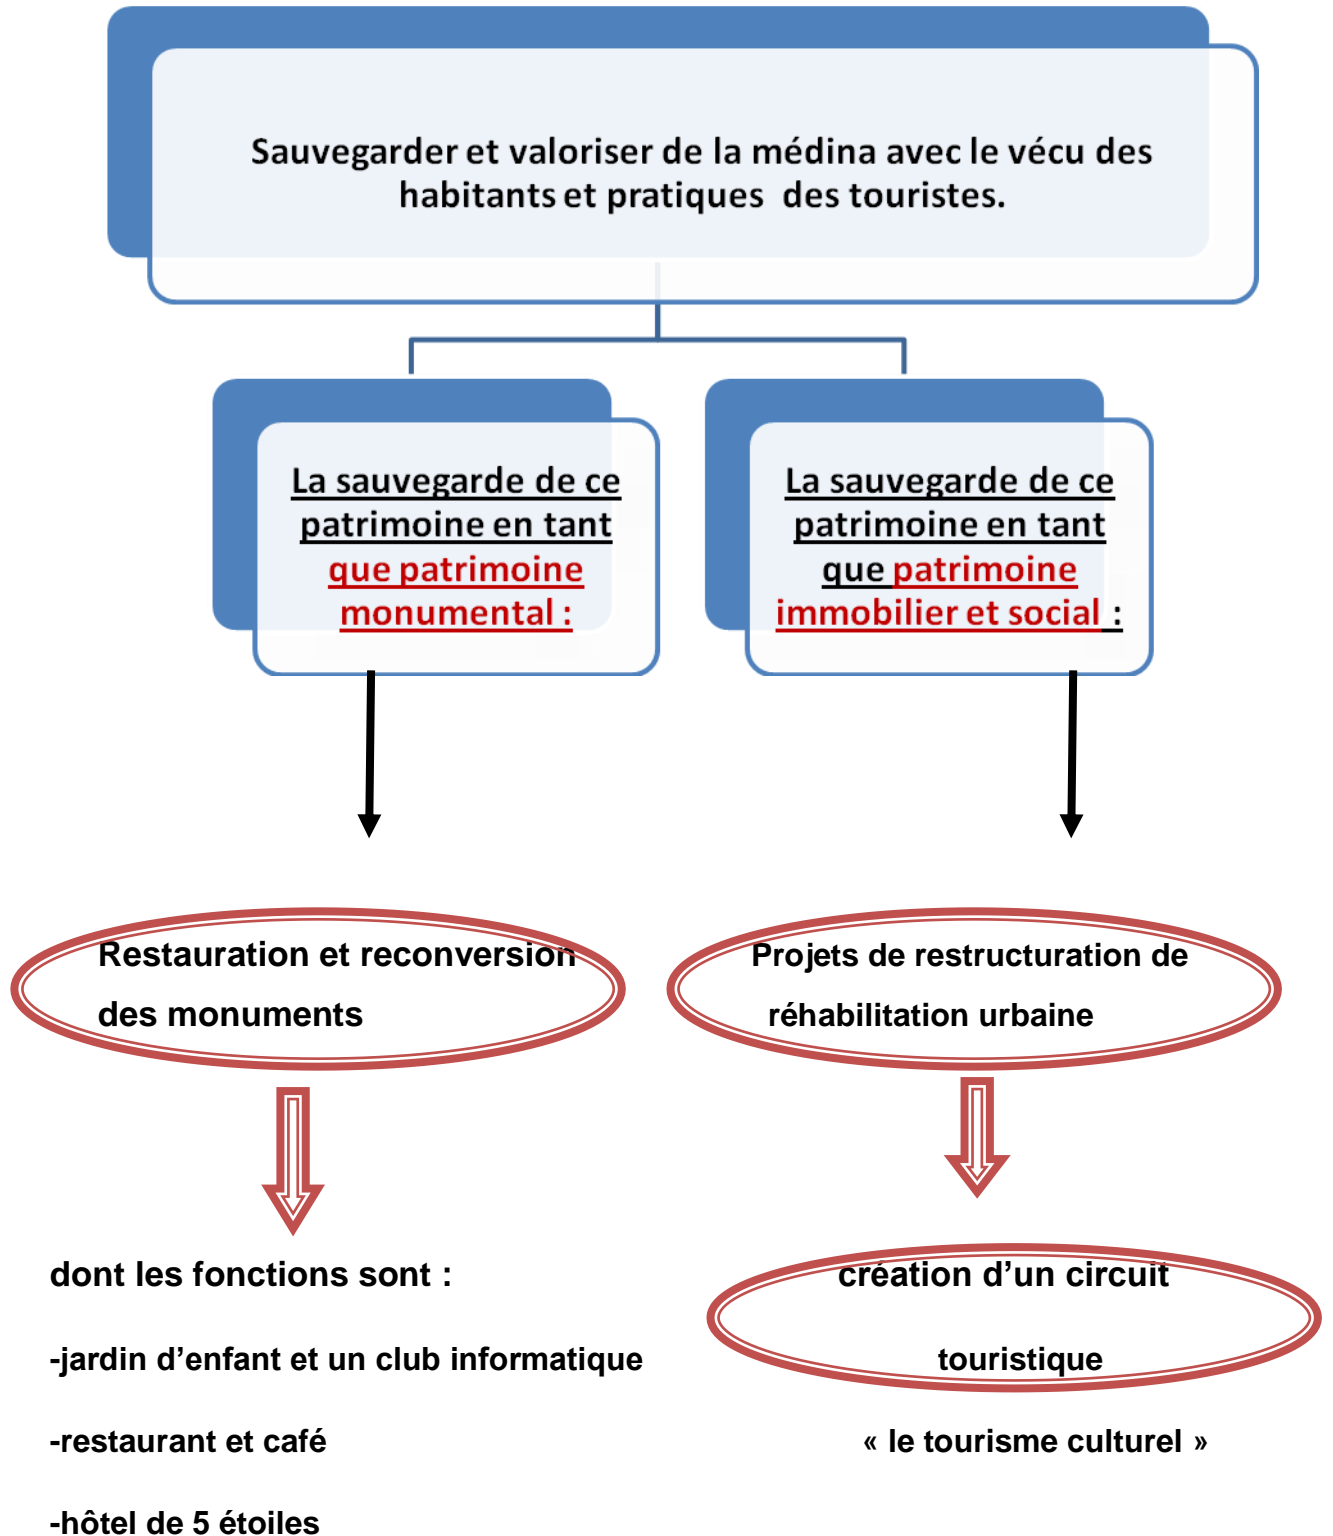 Sauvegarder et valoriser de la médina avec le vécu des
habitants et pratiques des touristes.
La sauvegarde de ce
patrimoine en tant
que patrimoine
monumental :
La sauvegarde de ce
patrimoine en tant
que patrimoine
immobilier et social :
Restauration et reconversion
des monuments
Projets de restructuration de
réhabilitation urbaine
dont les fonctions sont :
-jardin d’enfant et un club informatique
-restaurant et café
-hôtel de 5 étoiles
création d’un circuit
touristique
« le tourisme culturel »